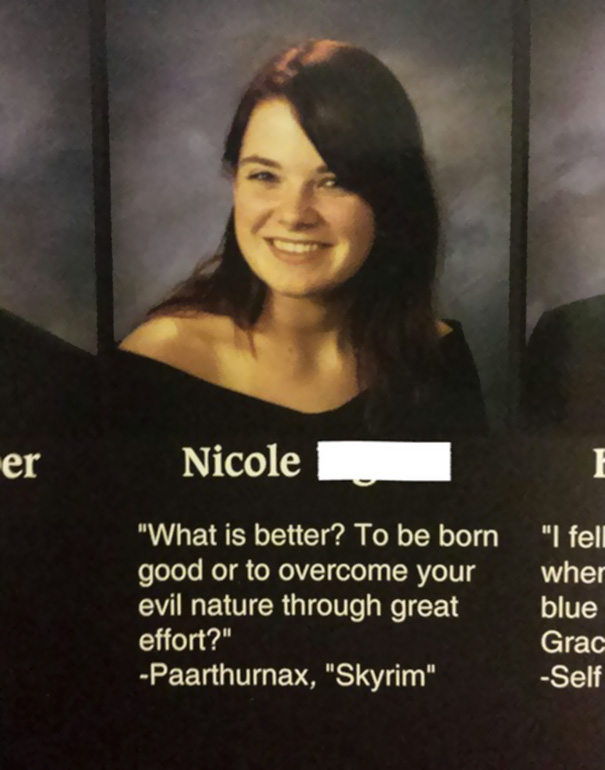 er
Nicole
"What is better? To be born
good or to overcome your
evil nature through great
effort?"
-Paarthurnax, "Skyrim"
"I fell
wher
blue
Grac
-Self